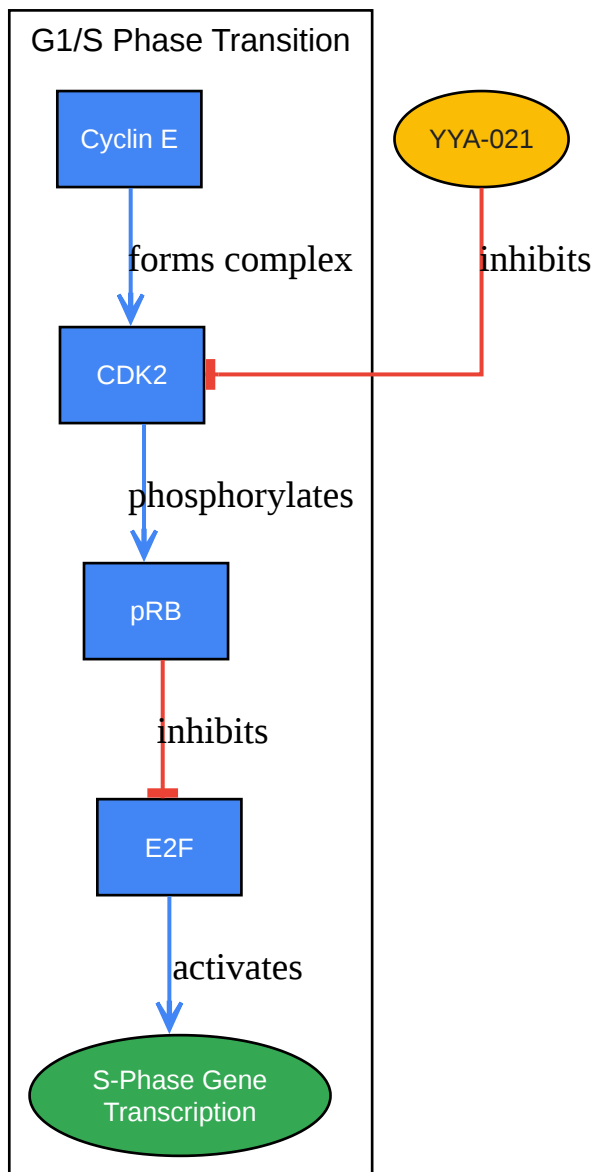 G1/S Phase Transition
Cyclin E
YYA-021
forms complex
inhibits
CDK2
phosphorylates
pRB
inhibits
E2F
activates
S-Phase Gene
Transcription